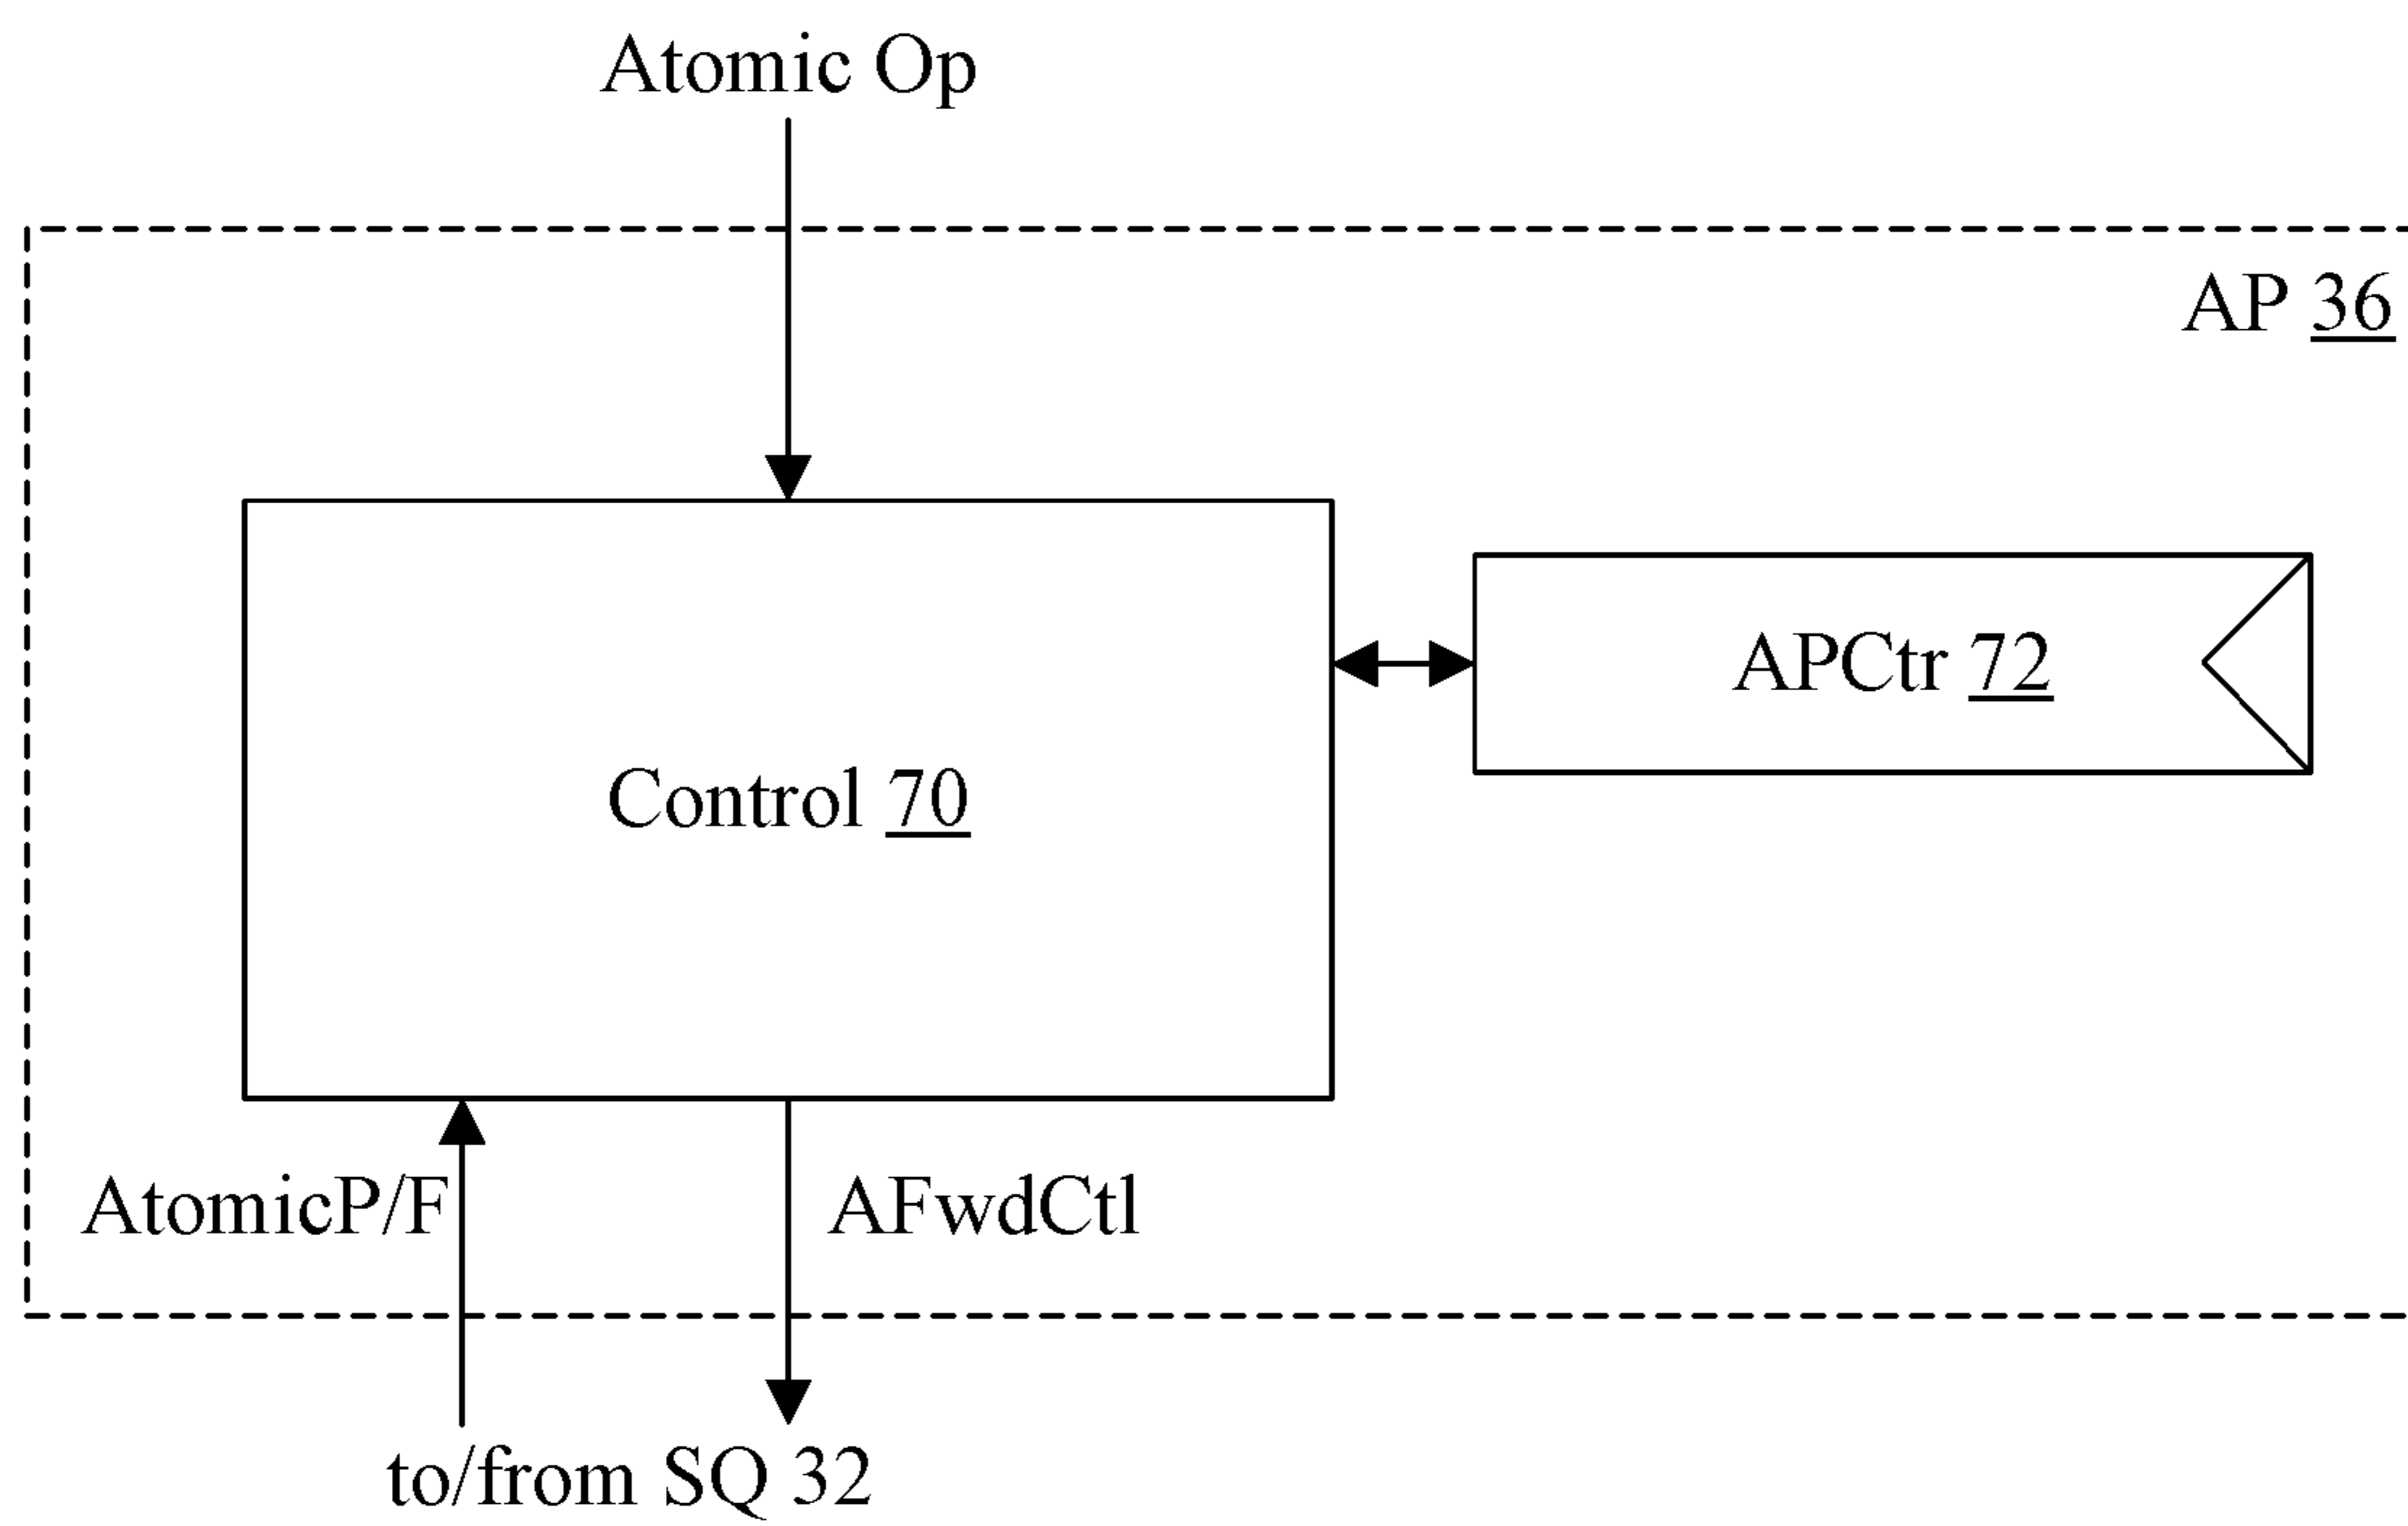 Atomic Op
AP 36
APCtr 72
Control 70
AtomicP/F
AFwdCtl
to/from SQ 32